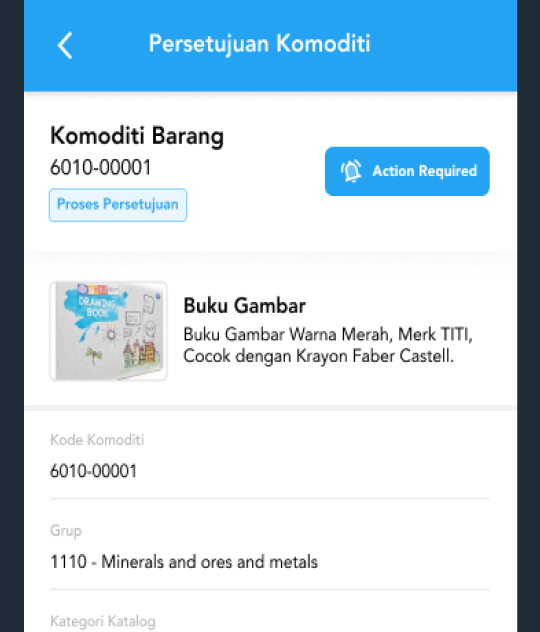 Persetujuan Komoditi
Komoditi Barang
6010-00001
Action Required
Proses Persetujuan
DRAWING
BOOK
Buku Gambar
Buku Gambar Warna Merah, Merk TITI,
Cocok dengan Krayon Faber Castell.
Kode Komoditi
6010-00001
Grup
1110 - Minerals and ores and metals
Kategori Katalog